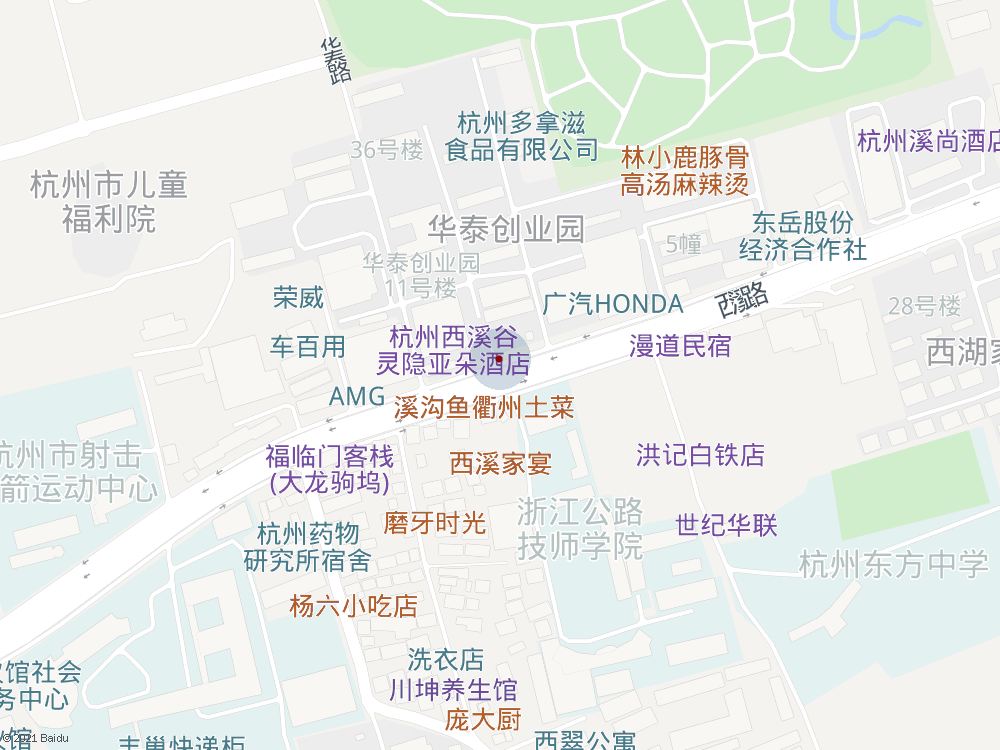 华泰路
杭州多拿滋
食品有限公司
36号楼
杭州溪尚酒店
林小鹿豚骨
高汤麻辣烫
杭州市儿童
福利院
华泰创业园
东岳股份
经济合作社
5幢
华泰创业园
11号楼
荣威
广汽HONDA
西溪路
28号楼
杭州西溪谷
灵隐亚朵酒店
车百用
漫道民宿
西湖家
AMG
溪沟鱼衢州土菜
杭州市射击
箭运动中心
福临门客栈
(大龙驹坞)
西溪家宴
洪记白铁店
磨牙时光
浙江公路
技师学院
世纪华联
杭州药物
研究所宿舍
杭州东方中学
杨六小吃店
洗衣店
馆社会
务中心
川坤养生馆
庞大厨
丰巢快递柜
西翠公寓
© 2021 Baidu